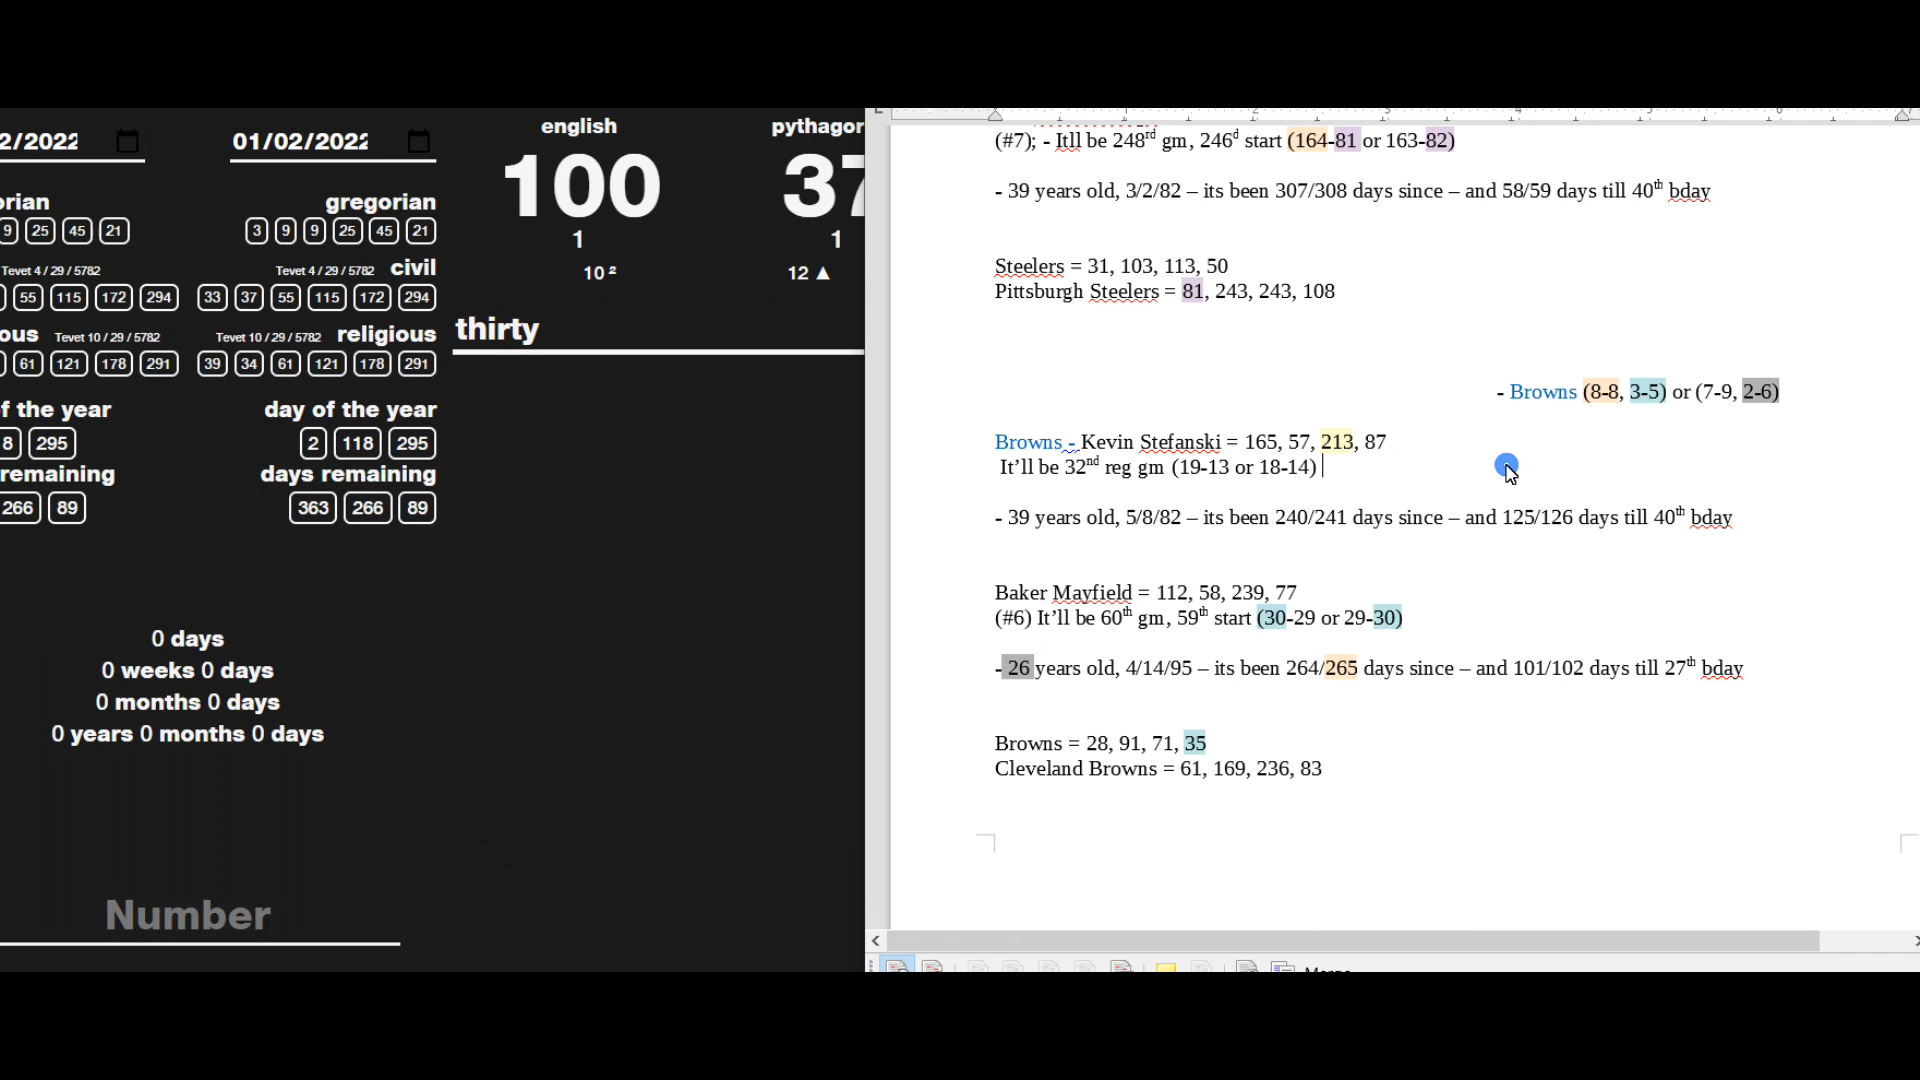 2/2022 01/02/2022
orian gregorian
9 25 45 21 3 9 9 25 45 21
Tevet 4 / 29 / 5782 Tevet 4 / 29 / 5782 civil
55 115 172 294 33 37 55 115 172 294
ous Tevet 10 / 29 / 5782 Tevet 10 / 29 / 5782 religious
61 121 178 291 39 34 61 121 178 291
f the year day of the year
8 295 2 118 295
remaining days remaining
266 89 363 266 89
0 days
0 weeks 0 days
0 months 0 days
0 years 0 months 0 days
Number
english pythagor
100 37
1 1
10 ² 12 ▲
thirty
(#7); - Itll be 248rd gm, 246d start (164-81 or 163-82)
- 39 years old, 3/2/82 – its been 307/308 days since – and 58/59 days till 40th bday
Steelers = 31, 103, 113, 50
Pittsburgh Steelers = 81, 243, 243, 108
- Browns (8-8, 3-5) or (7-9, 2-6)
Browns - Kevin Stefanski = 165, 57, 213, 87
It’ll be 32nd reg gm (19-13 or 18-14)
- 39 years old, 5/8/82 – its been 240/241 days since – and 125/126 days till 40th bday
Baker Mayfield = 112, 58, 239, 77
(#6) It’ll be 60th gm, 59th start (30-29 or 29-30)
- 26 years old, 4/14/95 – its been 264/265 days since – and 101/102 days till 27th bday
Browns = 28, 91, 71, 35
Cleveland Browns = 61, 169, 236, 83